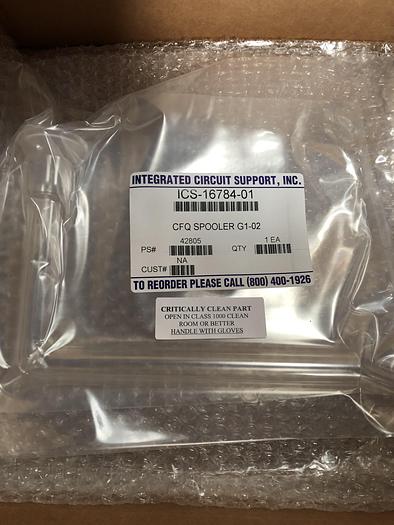 INTEGRATED CIRCUIT SUPPORT, INC.
ICS-16784-01
CFQ SPOOLER G1-02
42805 1 EA
PS# QTY
NA
CUST#
TO REORDER PLEASE CALL (800) 400-1926
CRITICALLY CLEAN PART
OPEN IN CLASS 1000 CLEAN
ROOM OR BETTER
HANDLE WITH GLOVES